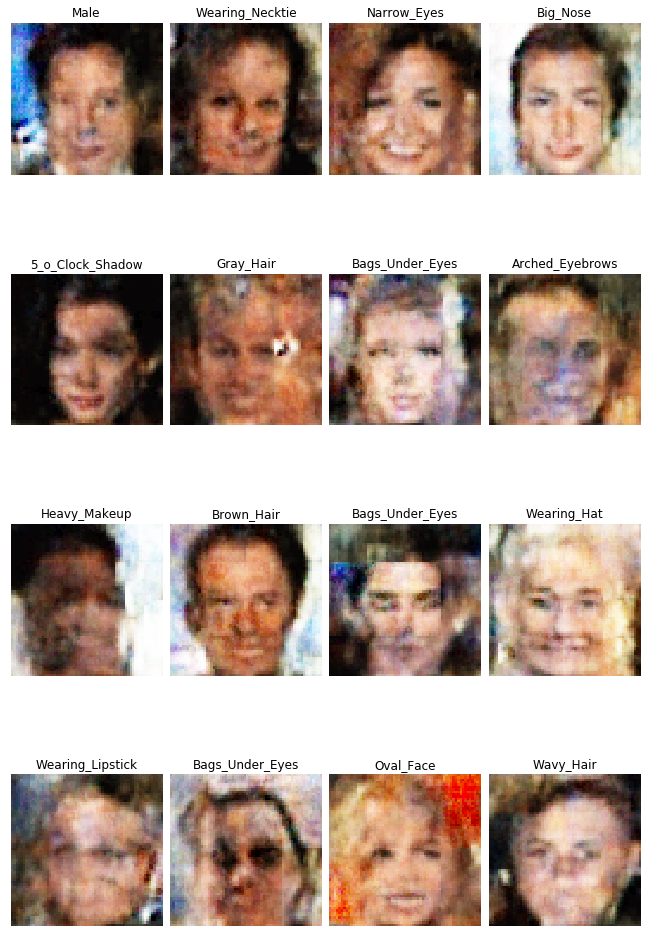 Male Wearing_Necktie Narrow_Eyes Big_Nose
5_o_Clock_Shadow Gray_Hair Bags_Under_Eyes Arched_Eyebrows
Heavy_Makeup Brown_Hair Bags_Under_Eyes Wearing_Hat
Wearing_Lipstick Bags_Under_Eyes Oval_Face Wavy_Hair